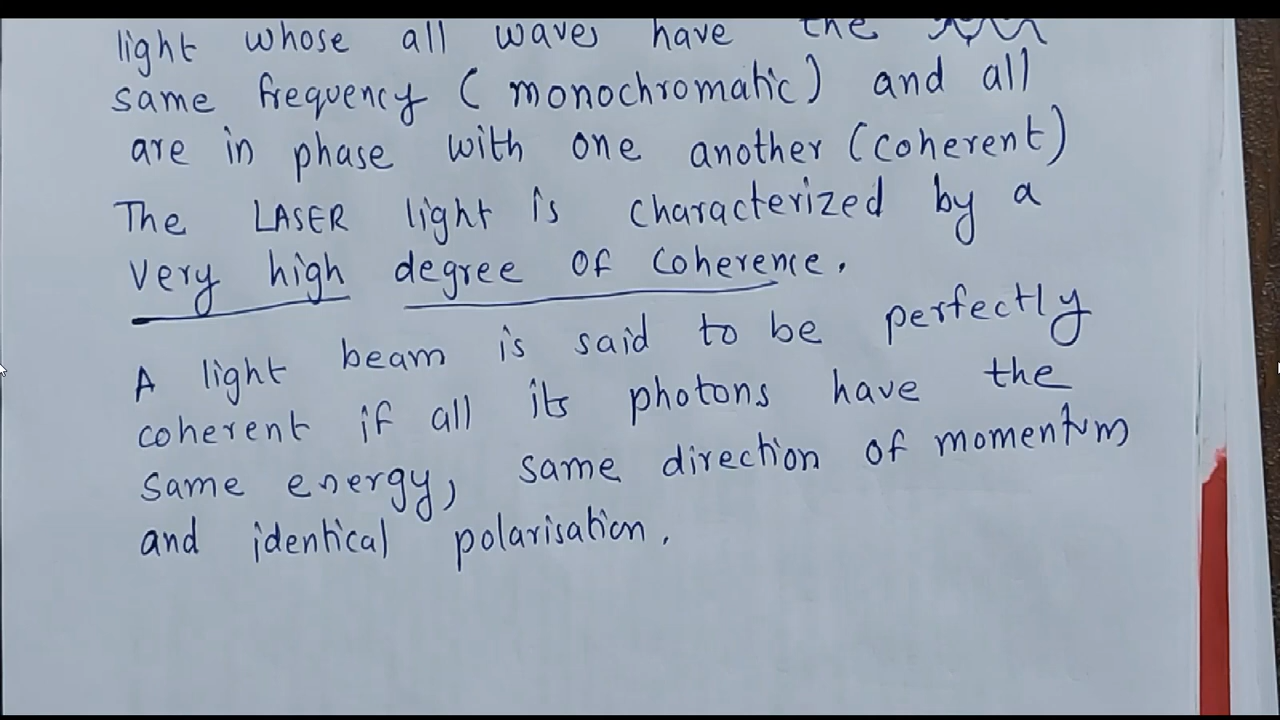 light whose all waves have the
same frequency ( monochromatic ) and all
are in phase with one another (coherent)
The LASER light is characterized by a
very high degree of coherence.
A light beam is said to be perfectly
coherent if all its photons have the
same energy, same direction of momentum
and identical polarisation.